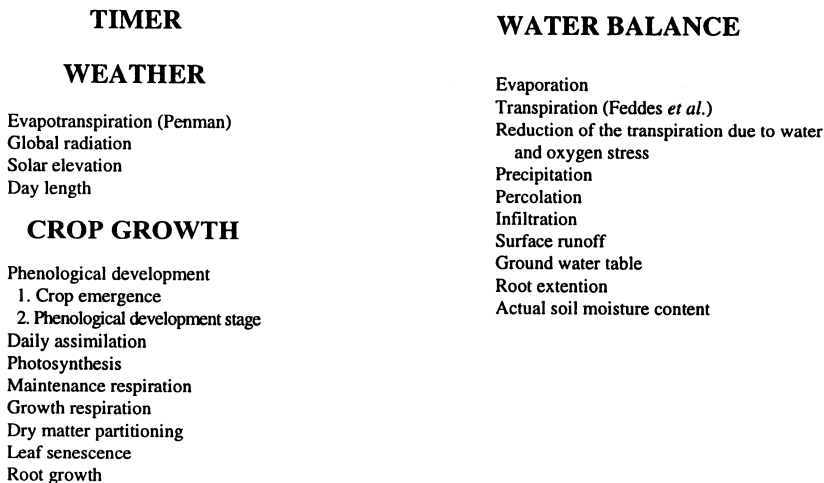 TIMER
WEATHER
Evapotranspiration (Penman)
Global radiation
Solar elevation
Day length
CROP GROWTH
Phenological development
1. Crop emergence
2. Phenological development stage
Daily assimilation
Photosynthesis
Maintenance respiration
Growth respiration
Dry matter partitioning
Leaf senescence
Root growth
WATER BALANCE
Evaporation
Transpiration (Feddes et al.)
Reduction of the transpiration due to water
and oxygen stress
Precipitation
Percolation
Infiltration
Surface runoff
Ground water table
Root extention
Actual soil moisture content